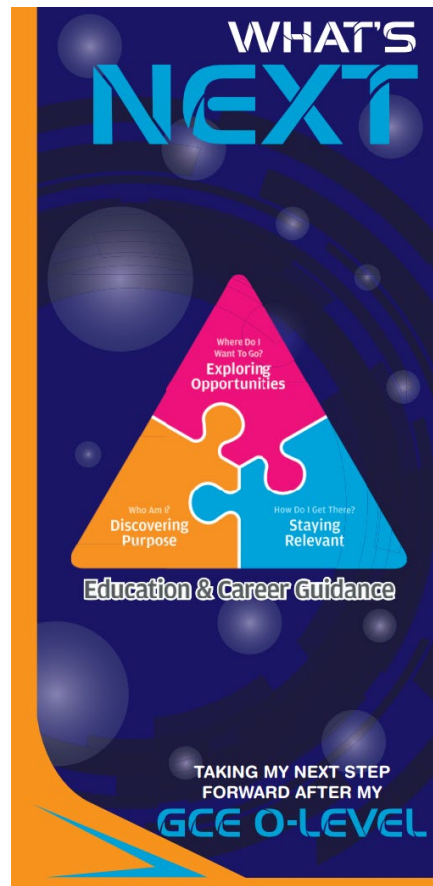 WHAT'S
NEXT
Where Do I
Want To Go?
Exploring
Opportunities
Who Am I?
Discovering
Purpose
How Do I Get There?
Staying
Relevant
Education & Career Guidance
TAKING MY NEXT STEP
FORWARD AFTER MY
GCE O-LEVEL